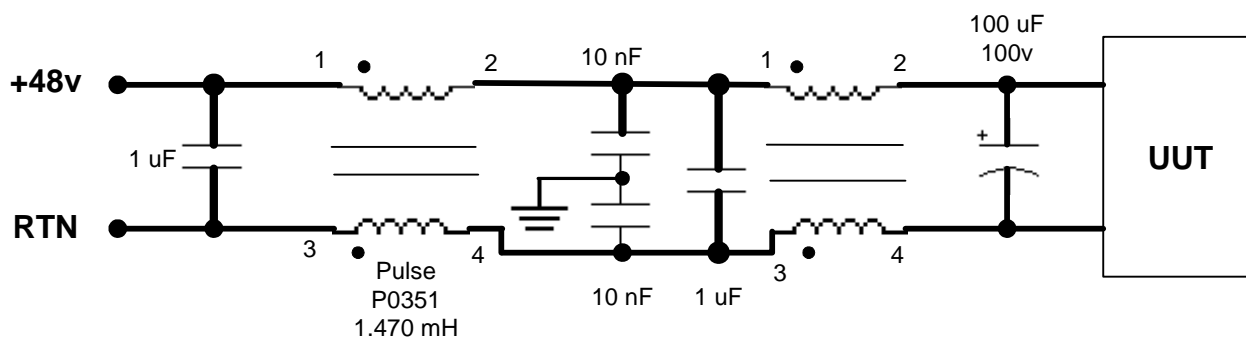 100 uF
100v
1 2 10 nF 1 2
+48v
1 uF + UUT
RTN
3 4 3 4
Pulse 10 nF 1 uF
P0351
1.470 mH